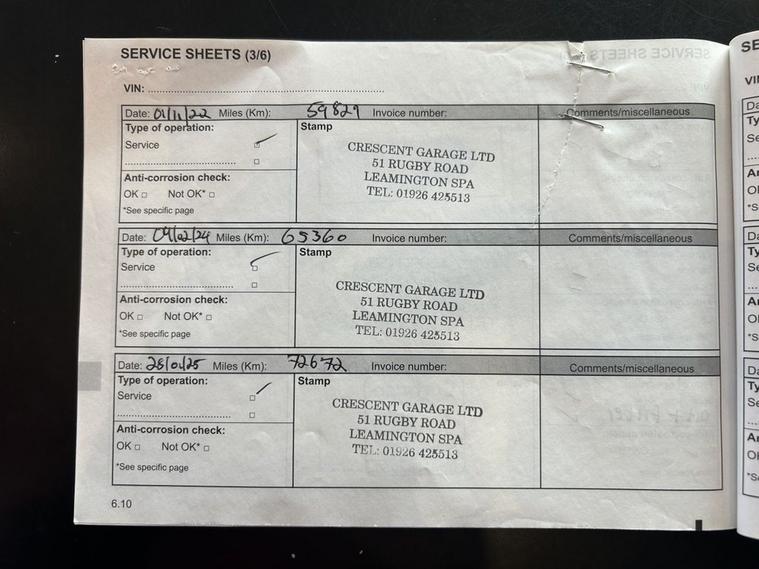 SERVICE SHEETS (3/6)
VIN:
Date: 01/11/22 Miles (Km): 59829 Invoice number: Comments/miscellaneous
Type of operation: Stamp
Service
CRESCENT GARAGE LTD
51 RUGBY ROAD
LEAMINGTON SPA
TEL: 01926 425513
Anti-corrosion check:
OK Not OK*
*See specific page
Date: 09/02/24 Miles (Km): 65360 Invoice number: Comments/miscellaneous
Type of operation: Stamp
Service
CRESCENT GARAGE LTD
51 RUGBY ROAD
LEAMINGTON SPA
TEL: 01926 425513
Anti-corrosion check:
OK Not OK*
*See specific page
Date: Miles (Km): 72672 Invoice number: Comments/miscellaneous
Type of operation: Stamp
Service
CRESCENT GARAGE LTD
51 RUGBY ROAD
LEAMINGTON SPA
TEL: 01926 425513
Anti-corrosion check:
OK Not OK*
*See specific page
6.10